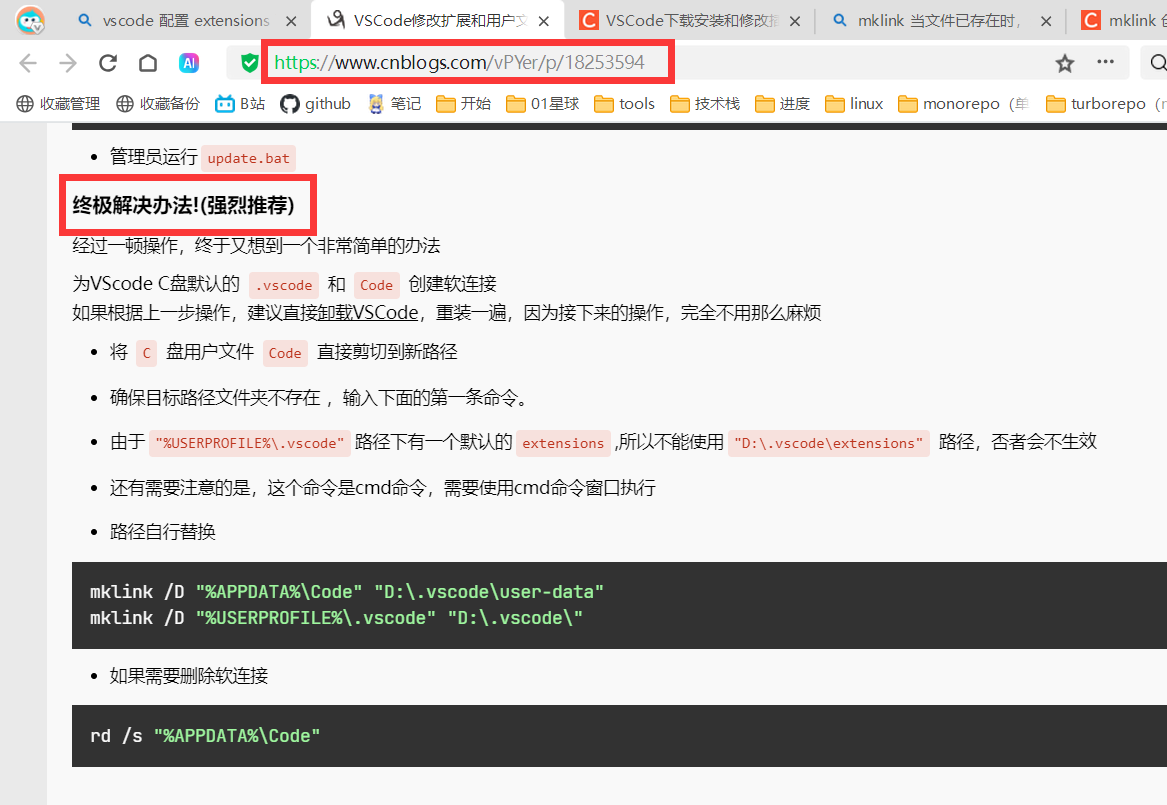 vscode 配置 extensions
VSCode修改扩展和用户文
VSCode下载安装和修改
mklink 当文件已存在时,
mklink
https://www.cnblogs.com/vPYer/p/18253594
收藏管理 收藏备份 B站 github 笔记 开始 01星球 tools 技术栈 进度 linux monorepo (单 turborepo (
管理员运行 update.bat
终极解决办法!(强烈推荐)
经过一顿操作，终于又想到一个非常简单的办法
为VScode C盘默认的 .vscode 和 Code 创建软连接
如果根据上一步操作，建议直接卸载VSCode，重装一遍，因为接下来的操作，完全不用那么麻烦
将 C 盘用户文件 Code 直接剪切到新路径
确保目标路径文件夹不存在 ，输入下面的第一条命令。
由于 "%USERPROFILE%\.vscode" 路径下有一个默认的 extensions ,所以不能使用 "D:\.vscode\extensions" 路径，否者会不生效
还有需要注意的是，这个命令是cmd命令，需要使用cmd命令窗口执行
路径自行替换
mklink /D "%APPDATA%\Code" "D:\.vscode\user-data"
mklink /D "%USERPROFILE%\.vscode" "D:\.vscode\"
如果需要删除软连接
rd /s "%APPDATA%\Code"